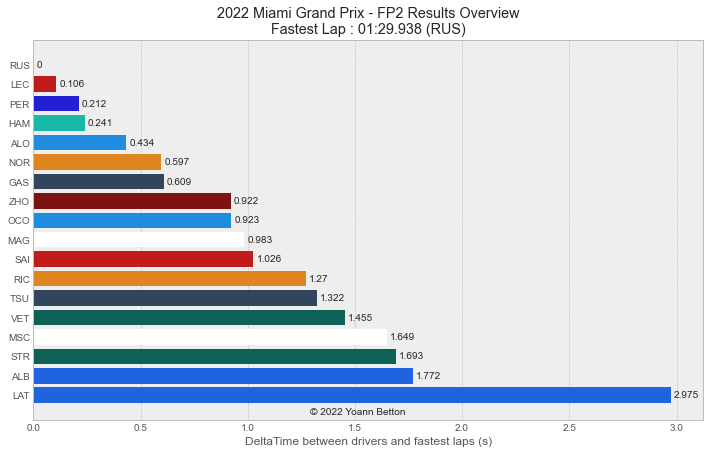 2022 Miami Grand Prix - FP2 Results Overview
Fastest Lap : 01:29.938 (RUS)
RUS 0
LEC 0.106
PER 0.212
HAM 0.241
ALO 0.434
NOR 0.597
GAS 0.609
ZHO 0.922
OCO 0.923
MAG 0.983
SAI 1.026
RIC 1.27
TSU 1.322
VET 1.455
MSC 1.649
STR 1.693
ALB 1.772
LAT 2.975
© 2022 Yoann Betton
0.0 0.5 1.0 1.5 2.0 2.5 3.0
DeltaTime between drivers and fastest laps (s)